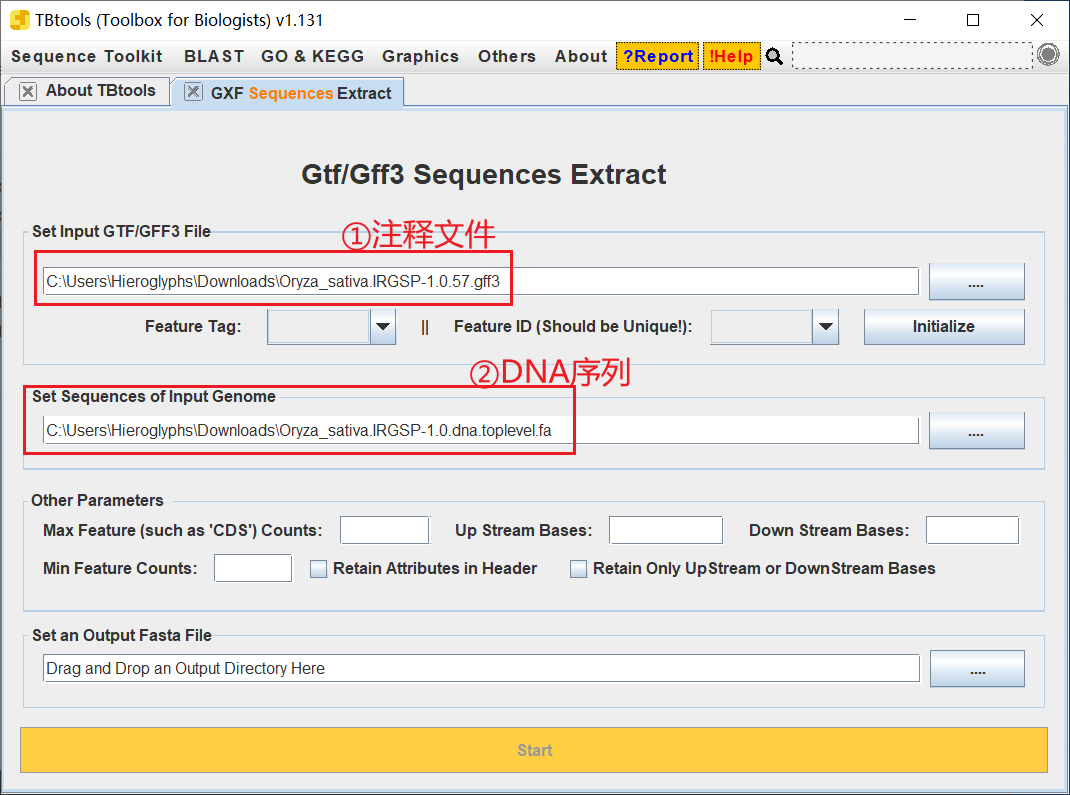 TBtools (Toolbox for Biologists) v1.131
Sequence Toolkit BLAST GO & KEGG Graphics Others About ?Report !Help
About TBtools GXF Sequences Extract
Gtf/Gff3 Sequences Extract
①注释文件
Set Input GTF/GFF3 File
C:\Users\Hieroglyphs\Downloads\Oryza_sativa.IRGSP-1.0.57.gff3 ....
Feature Tag: || Feature ID (Should be Unique!): Initialize
②DNA序列
Set Sequences of Input Genome
C:\Users\Hieroglyphs\Downloads\Oryza_sativa.IRGSP-1.0.dna.toplevel.fa ....
Other Parameters
Max Feature (such as 'CDS') Counts: Up Stream Bases: Down Stream Bases:
Min Feature Counts: Retain Attributes in Header Retain Only UpStream or DownStream Bases
Set an Output Fasta File
Drag and Drop an Output Directory Here ....
Start